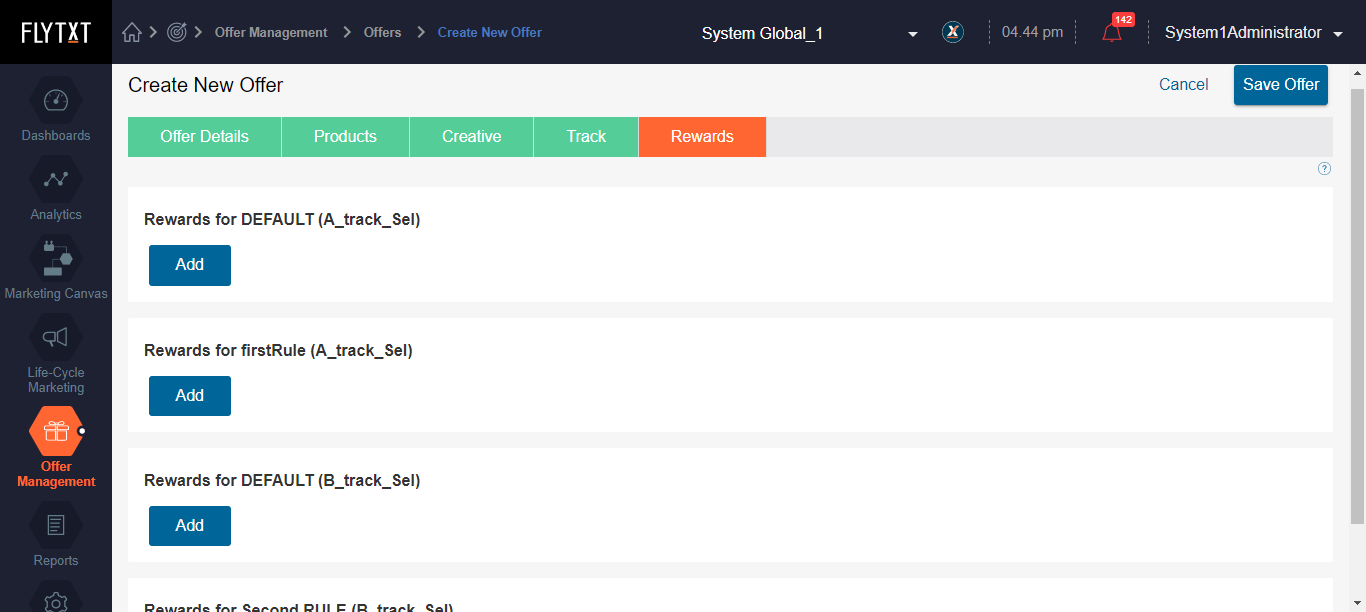 FLYTXT
Offer Management
Offers
Create New Offer
System Global_1
X
04.44 pm
142
System1Administrator
Create New Offer
Cancel
Save Offer
Offer Details
Products
Creative
Track
Rewards
?
Dashboards
Analytics
Marketing Canvas
Life-Cycle
Marketing
Offer
Management
Reports
Rewards for DEFAULT (A_track_Sel)
Add
Rewards for firstRule (A_track_Sel)
Add
Rewards for DEFAULT (B_track_Sel)
Add
Rewards for Second RULE (B_track_Sel)